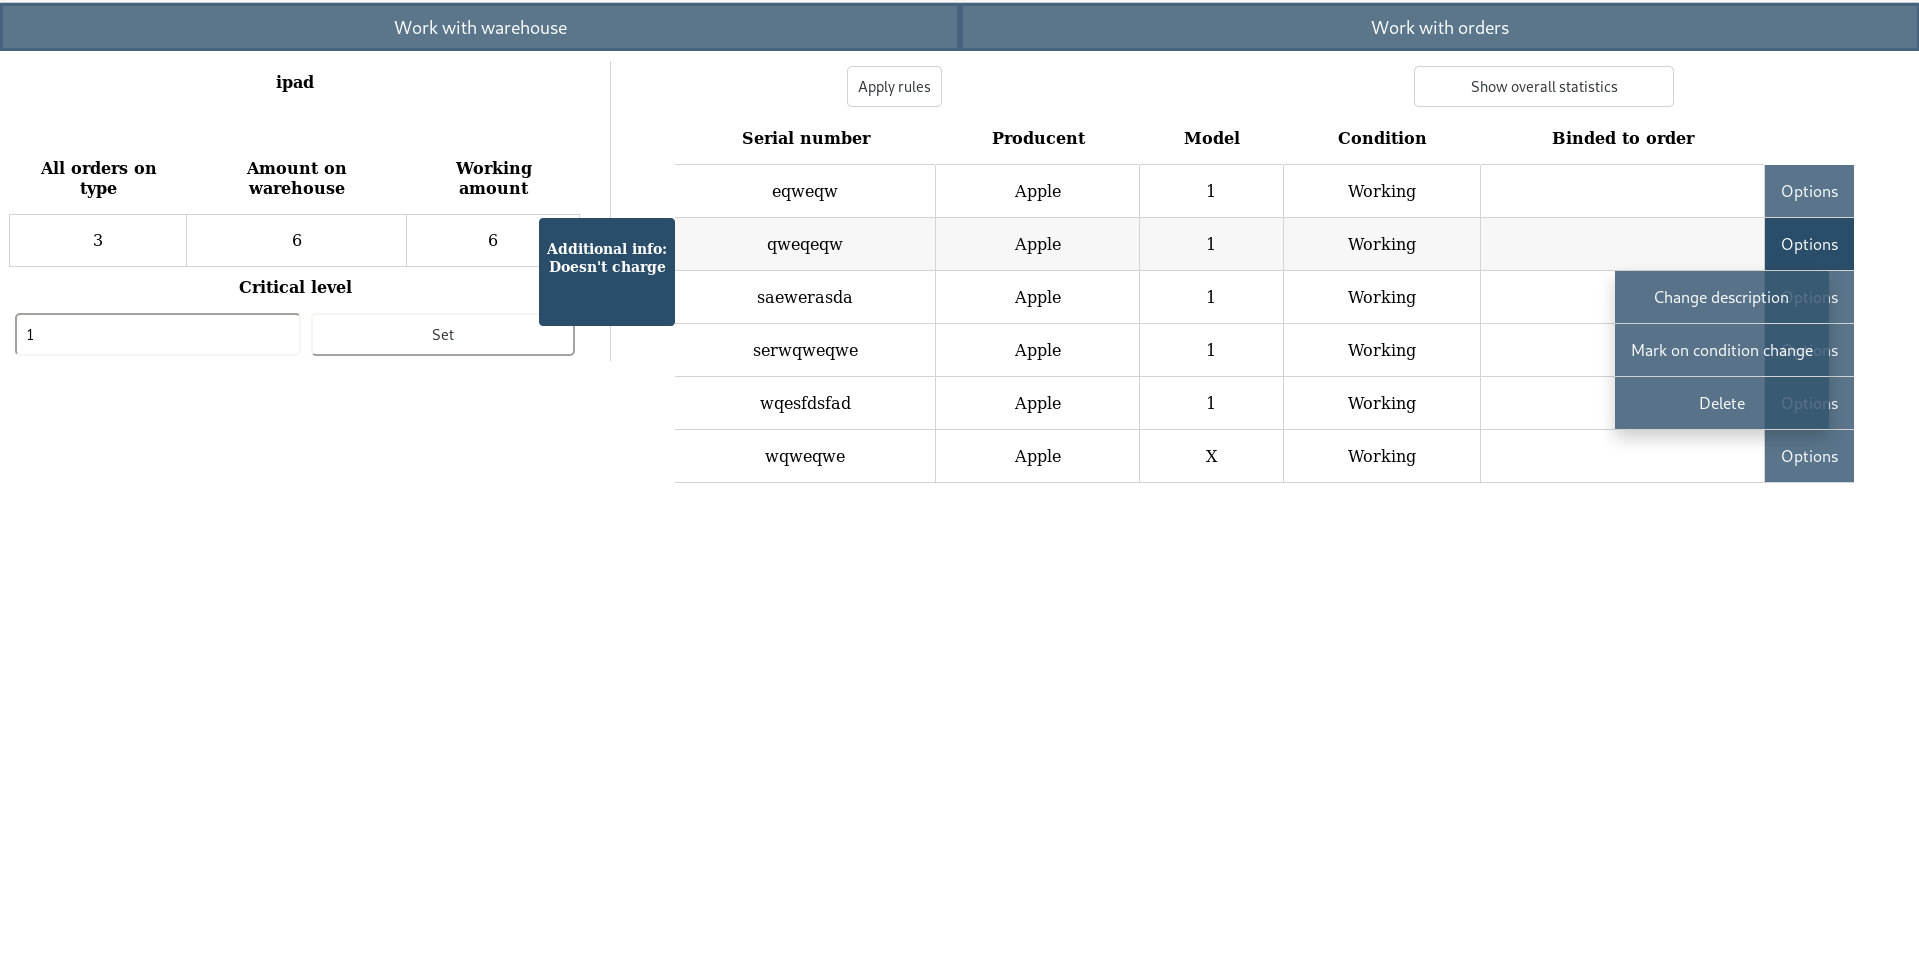 Work with warehouse
Work with orders
ipad
All orders on type
Amount on warehouse
Working amount
3
6
6
Critical level
1
Set
Additional info:
Doesn't charge
Apply rules
Show overall statistics
Serial number Producent Model Condition Binded to order
eqweqw Apple 1 Working Options
qweqeqw Apple 1 Working Options
saewerasda Apple 1 Working Change description Options
serwqweqwe Apple 1 Working Mark on condition change Options
wqesfdsfad Apple 1 Working Delete Options
wqweqwe Apple X Working Options